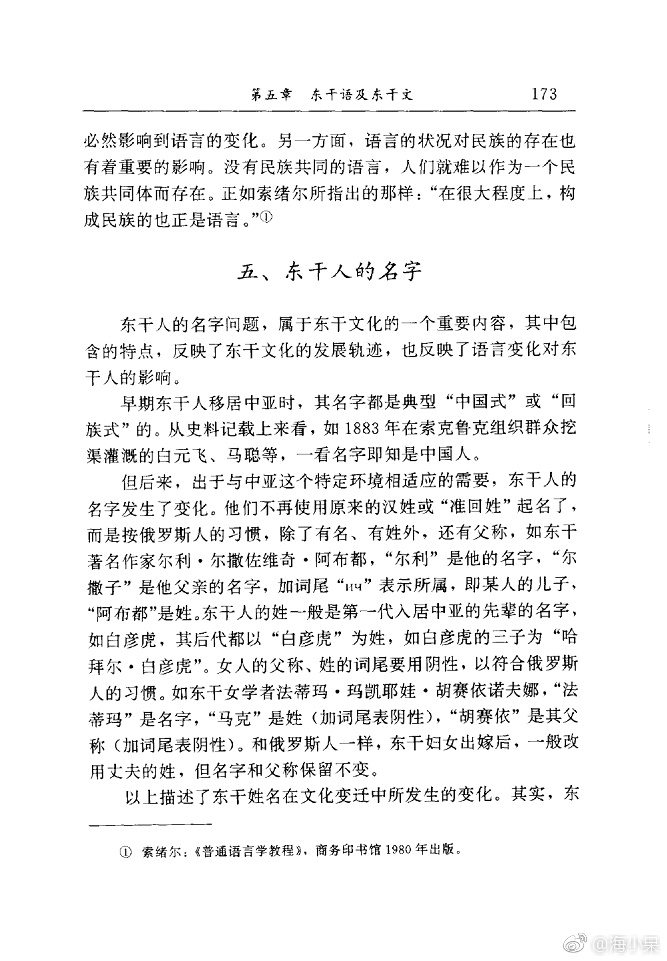 第五章　东干语及东干文　173
必然影响到语言的变化。另一方面，语言的状况对民族的存在也
有着重要的影响。没有民族共同的语言，人们就难以作为一个民
族共同体而存在。正如索绪尔所指出的那样：“在很大程度上，构
成民族的也正是语言。”①
五、东干人的名字
东干人的名字问题，属于东干文化的一个重要内容，其中包
含的特点，反映了东干文化的发展轨迹，也反映了语言变化对东
干人的影响。
早期东干人移居中亚时，其名字都是典型“中国式”或“回
族式”的。从史料记载上来看，如1883年在索克鲁克组织群众挖
渠灌溉的白元飞、马聪等，一看名字即知是中国人。
但后来，出于与中亚这个特定环境相适应的需要，东干人的
名字发生了变化。他们不再使用原来的汉姓或“准回姓”起名了，
而是按俄罗斯人的习惯，除了有名、有姓外，还有父称，如东干
著名作家尔利·尔撒佐维奇·阿布都，“尔利”是他的名字，“尔
撒子”是他父亲的名字，加词尾“ич”表示所属，即某人的儿子，
“阿布都”是姓。东干人的姓一般是第一代入居中亚的先辈的名字，
如白彦虎，其后代都以“白彦虎”为姓，如白彦虎的三子为“哈
拜尔·白彦虎”。女人的父称、姓的词尾要用阴性，以符合俄罗斯
人的习惯。如东干女学者法蒂玛·玛凯耶娃·胡赛依诺夫娜，“法
蒂玛”是名字，“马克”是姓（加词尾表阴性），“胡赛依”是其父
称（加词尾表阴性）。和俄罗斯人一样，东干妇女出嫁后，一般改
用丈夫的姓，但名字和父称保留不变。
以上描述了东干姓名在文化变迁中所发生的变化。其实，东
① 索绪尔：《普通语言学教程》，商务印书馆1980年出版。
@海小杲